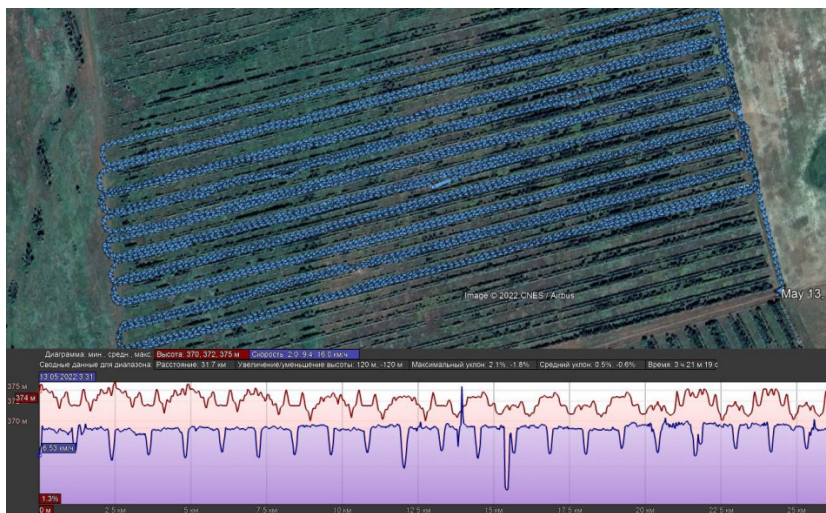 Image © 2022 CNES / Airbus
May 13,
Диаграмма: мин., средн., макс. Высота: 370, 372, 375 м Скорость: 2.0, 9.4, 16.0 км/ч
Сводные данные для диапазона: Расстояние: 31.7 км Увеличение/уменьшение высоты: 120 м, -120 м Максимальный уклон: 2.1%, -1.8% Средний уклон: 0.5%, -0.6% Время: 3 ч 21 м 19 с
13.05.2022 3:31
375 м
374 м
370 м
6.53 км/ч
1.3%
0 м 2.5 км 5 км 7.5 км 10 км 12.5 км 15 км 17.5 км 20 км 22.5 км 25 км